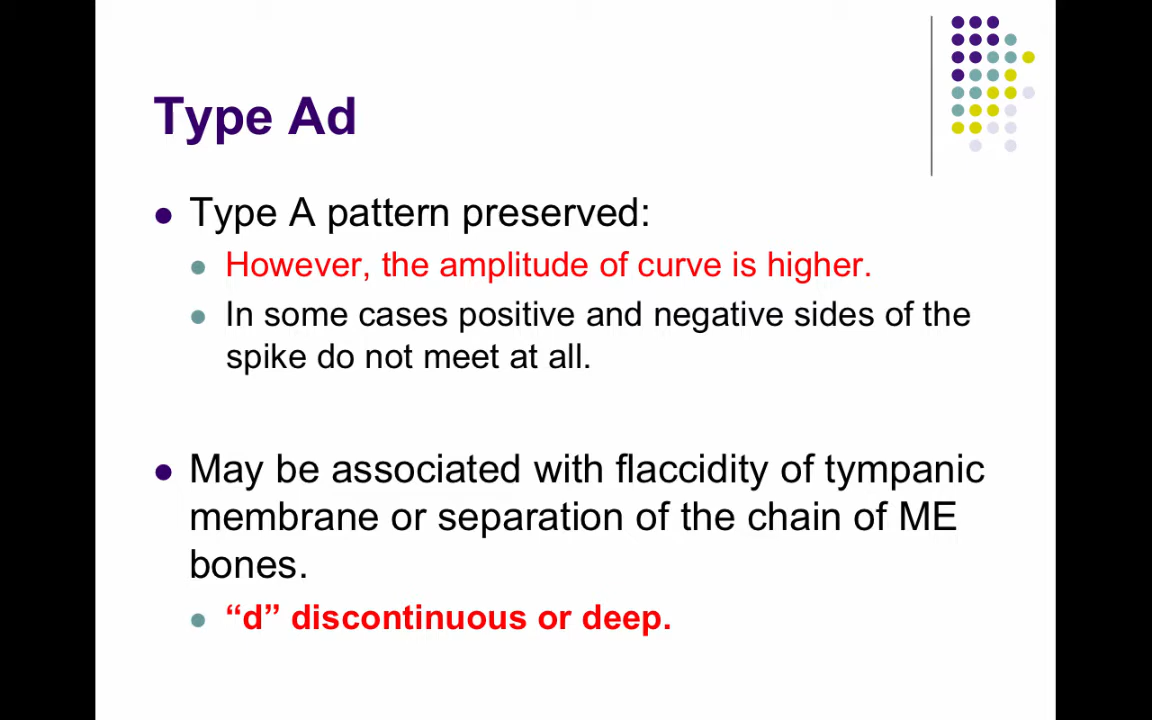 Type Ad
Type A pattern preserved:
However, the amplitude of curve is higher.
In some cases positive and negative sides of the
spike do not meet at all.
May be associated with flaccidity of tympanic
membrane or separation of the chain of ME
bones.
“d” discontinuous or deep.